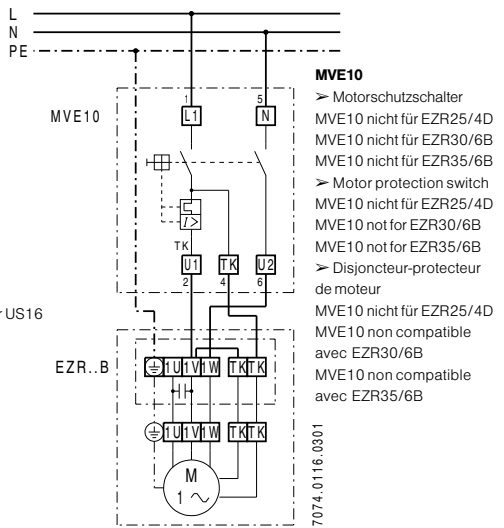 L
N
PE
MVE10
1
5
L1
N
I>
TK
U1
TK
U2
2
4
6
MVE10
➢ Motorschutzschalter
MVE10 nicht für EZR25/4D
MVE10 nicht für EZR30/6B
MVE10 nicht für EZR35/6B
➢ Motor protection switch
MVE10 nicht für EZR25/4D
MVE10 not for EZR30/6B
MVE10 not for EZR35/6B
➢ Disjoncteur-protecteur
de moteur
MVE10 nicht für EZR25/4D
MVE10 non compatible
avec EZR30/6B
MVE10 non compatible
avec EZR35/6B
US16
EZR..B
1U 1V 1W TK TK
1U 1V 1W TK TK
M
1 ~
7074.0116.0301